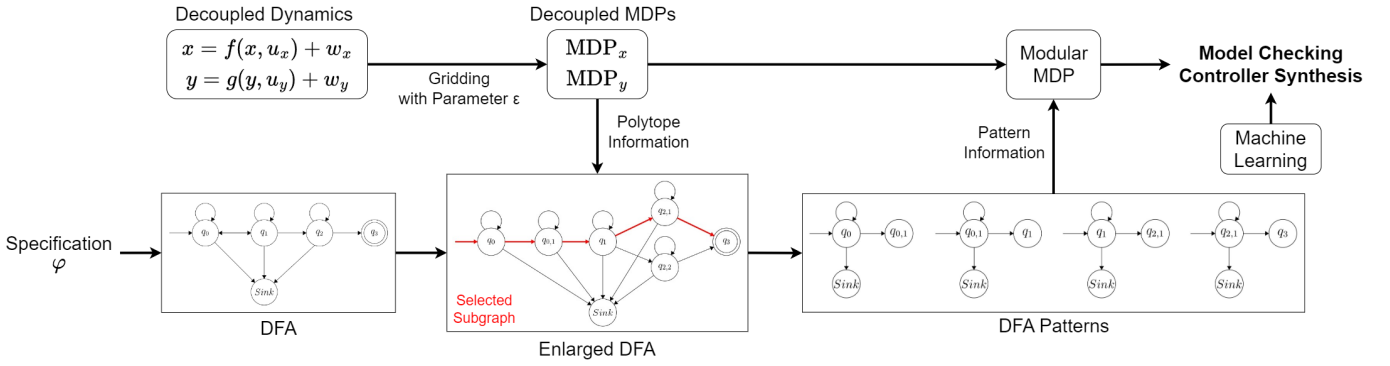 Decoupled Dynamics
x = f(x, u_x) + w_x
y = g(y, u_y) + w_y
Gridding
with Parameter ε
Decoupled MDPs
MDP_x
MDP_y
Polytope
Information
Modular
MDP
Model Checking
Controller Synthesis
Machine
Learning
Pattern
Information
Specification
φ
q_0
q_1
q_2
q_3
Sink
DFA
q_0
q_{0,1}
q_1
q_{2,1}
q_{2,2}
q_3
Sink
Selected
Subgraph
Enlarged DFA
q_0
q_{0,1}
Sink
q_{0,1}
q_1
Sink
q_1
q_{2,1}
Sink
q_{2,1}
q_3
Sink
DFA Patterns